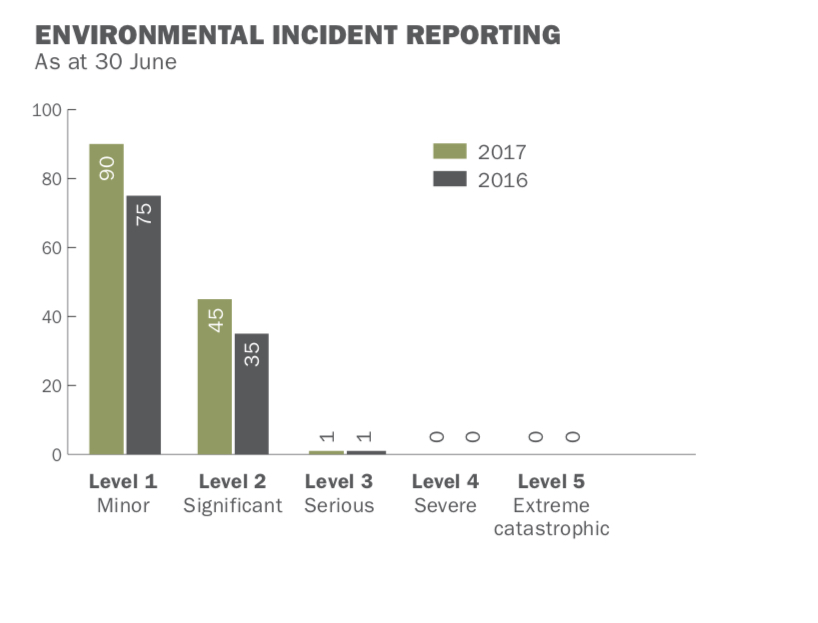 ENVIRONMENTAL INCIDENT REPORTING
As at 30 June
100
80
60
40
20
0
2017
2016
90
75
45
35
1
1
0
0
0
0
Level 1
Minor
Level 2
Significant
Level 3
Serious
Level 4
Severe
Level 5
Extreme
catastrophic